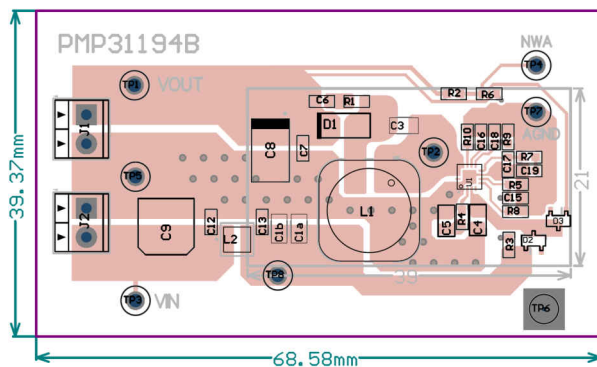 PMP31194B
NWA
TP4
TP1
VOUT
R2
R6
C6
R1
TP7
AGND
J1
D1
C3
R10
C16
C18
R9
C8
C7
TP2
C17
R7
C19
TP5
U1
R5
C15
R8
21
39.37mm
J2
C9
C12
L2
C13
C1b
C1a
L1
C5
R4
C4
D3
D2
R3
TP8
39
TP3
VIN
TP6
68.58mm